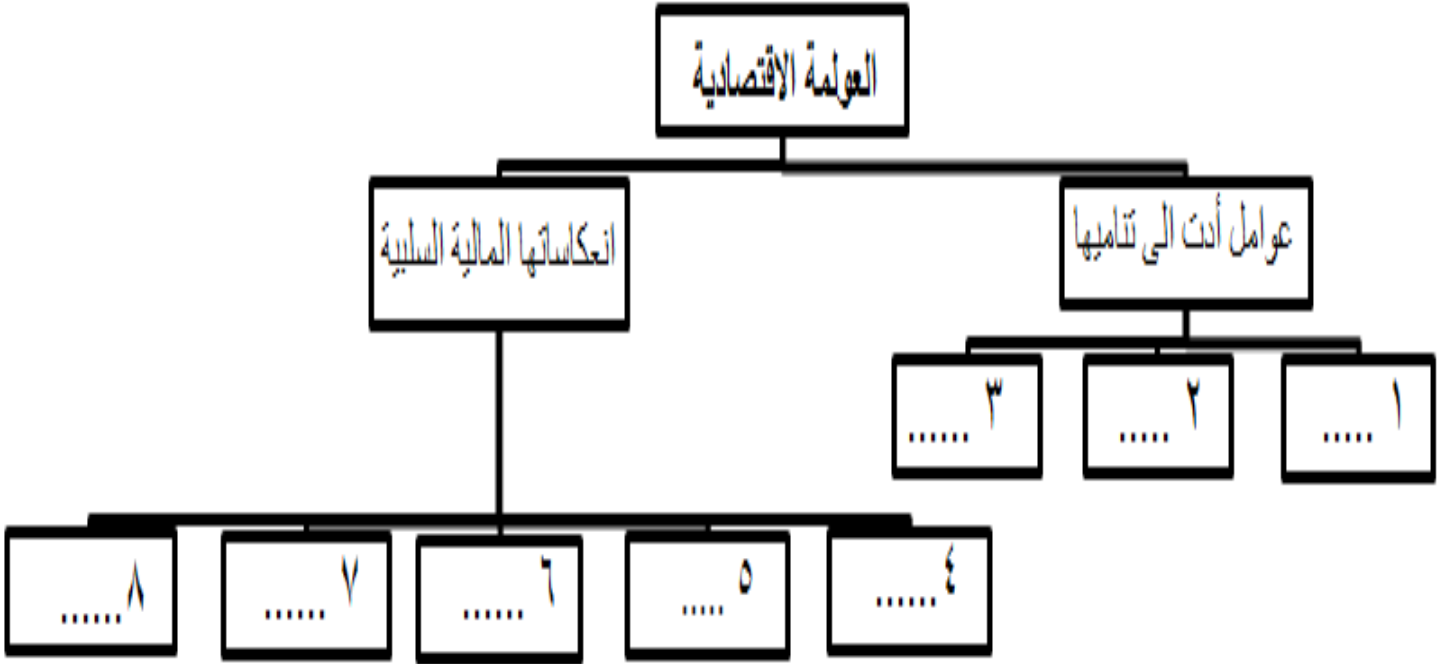 العولمة الاقتصادية
عوامل أدت الى تناميها
انعكاساتها المالية السلبية
١ .....
٢ .....
٣ ......
٤ ......
٥ .....
٦ ......
٧ ......
٨ ......